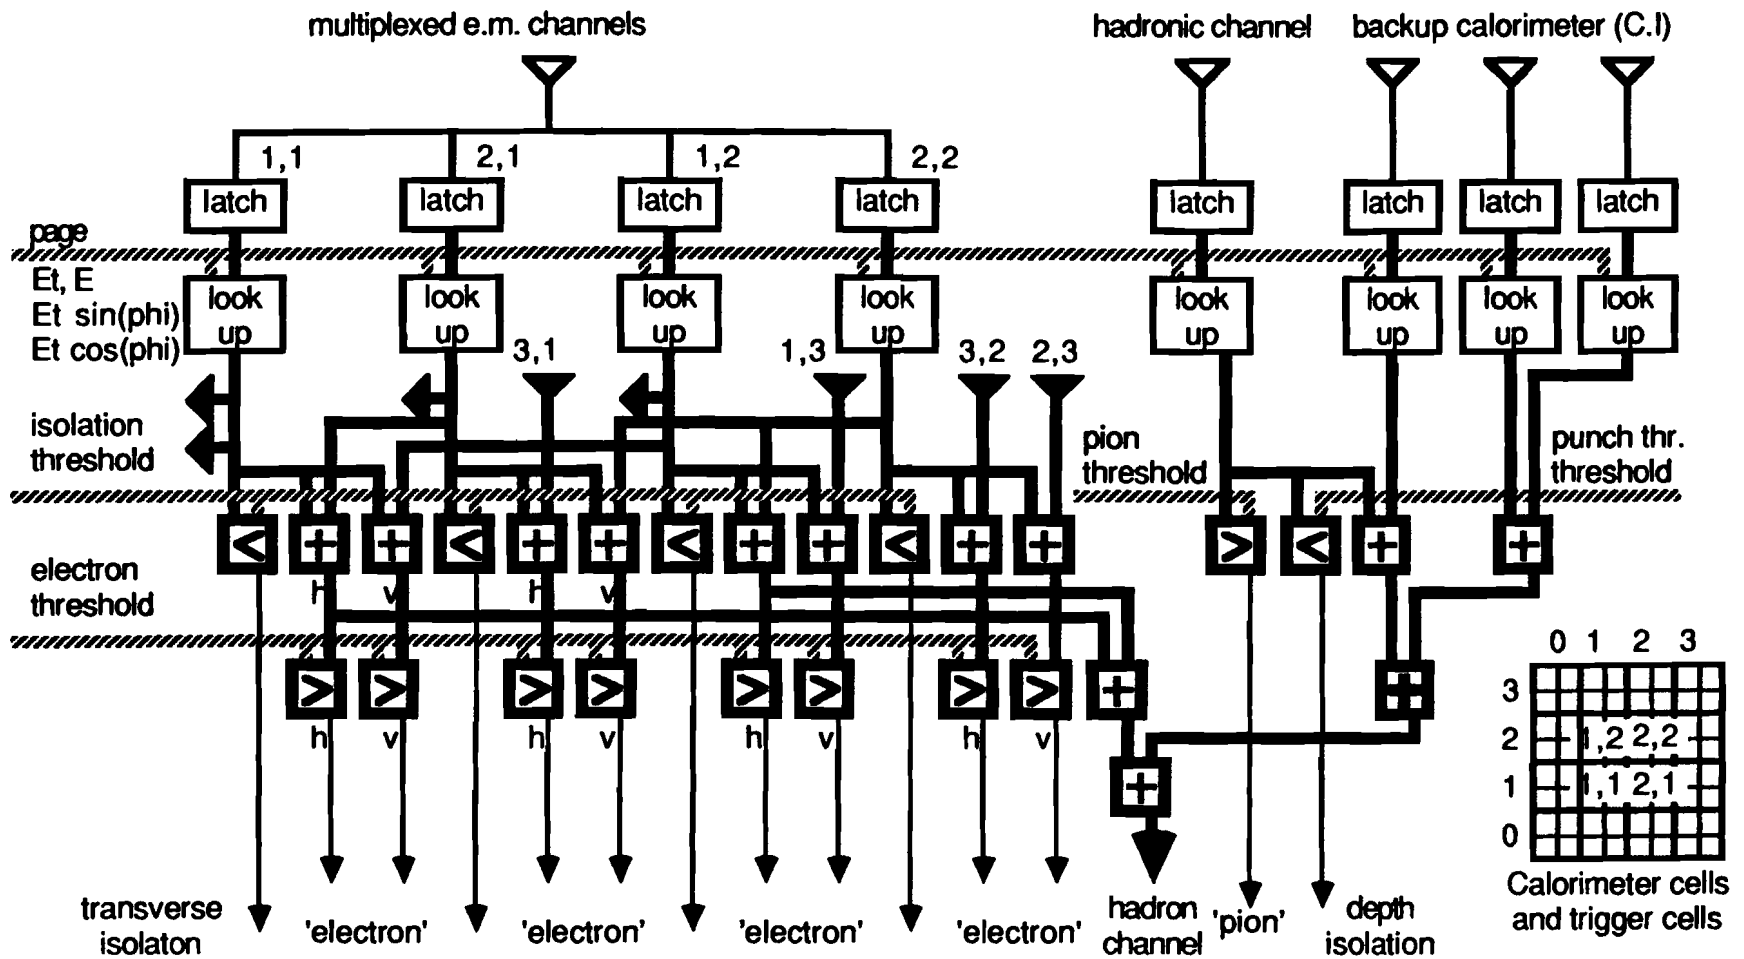 multiplexed e.m. channels
hadronic channel
backup calorimeter (C.I)
1,1
2,1
1,2
2,2
latch latch latch latch latch latch latch latch
page
Et, E
Et sin(phi)
Et cos(phi)
look up look up look up look up look up look up look up look up
3,1
1,3
3,2
2,3
isolation
threshold
pion
threshold
punch thr.
threshold
< + + < + + < + + < + + > < + +
electron
threshold
h v h v
> > > > > > > > + +
h v h v h v h v
+
0 1 2 3
3
2 1,2 2,2
1 1,1 2,1
0
Calorimeter cells
and trigger cells
transverse
isolaton
'electron'
'electron'
'electron'
'electron'
hadron
channel
'pion'
depth
isolation